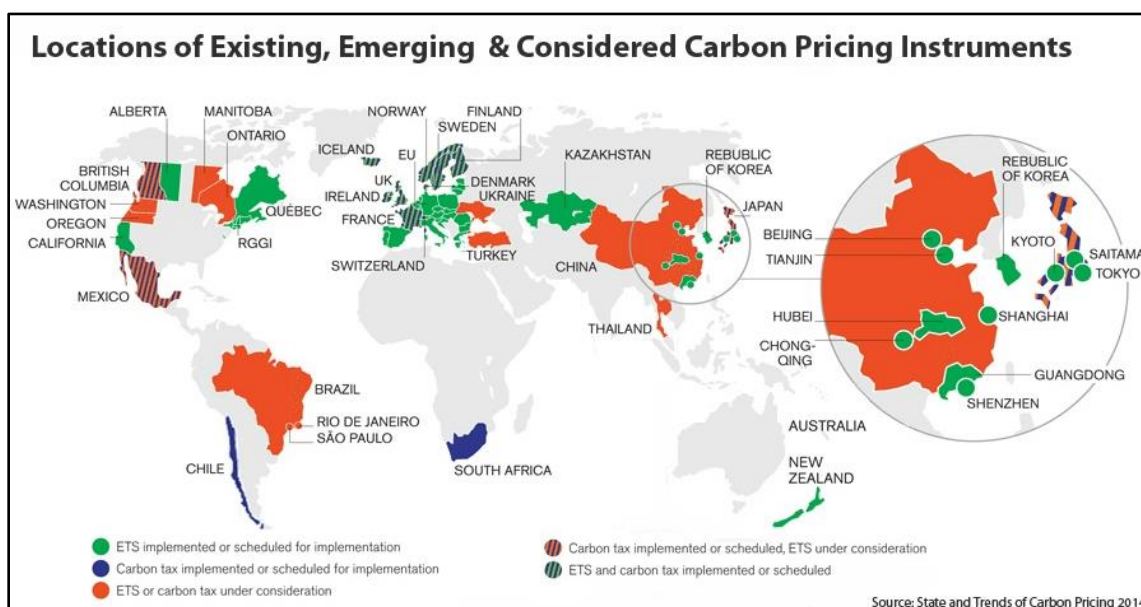 Locations of Existing, Emerging & Considered Carbon Pricing Instruments
ALBERTA
MANITOBA
ONTARIO
BRITISH
COLUMBIA
WASHINGTON
OREGON
CALIFORNIA
QUÉBEC
RGGI
MEXICO
NORWAY
FINLAND
SWEDEN
ICELAND
EU
UK
IRELAND
FRANCE
DENMARK
UKRAINE
SWITZERLAND
TURKEY
KAZAKHSTAN
REBUBLIC
OF KOREA
JAPAN
CHINA
THAILAND
BRAZIL
RIO DE JANEIRO
SÃO PAULO
CHILE
SOUTH AFRICA
AUSTRALIA
NEW
ZEALAND
REBUBLIC
OF KOREA
BEIJING
TIANJIN
KYOTO
SAITAMA
TOKYO
HUBEI
SHANGHAI
CHONG-
QING
GUANGDONG
SHENZHEN
ETS implemented or scheduled for implementation
Carbon tax implemented or scheduled for implementation
ETS or carbon tax under consideration
Carbon tax implemented or scheduled, ETS under consideration
ETS and carbon tax implemented or scheduled
Source: State and Trends of Carbon Pricing 2014